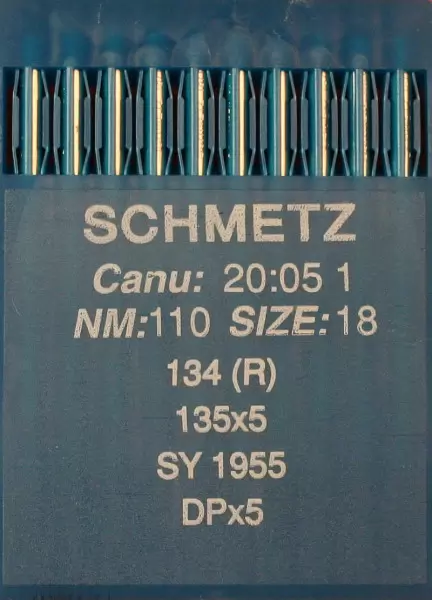 SCHMETZ
Canu: 20:05 1
NM:110 SIZE:18
134 (R)
135x5
SY 1955
DPx5